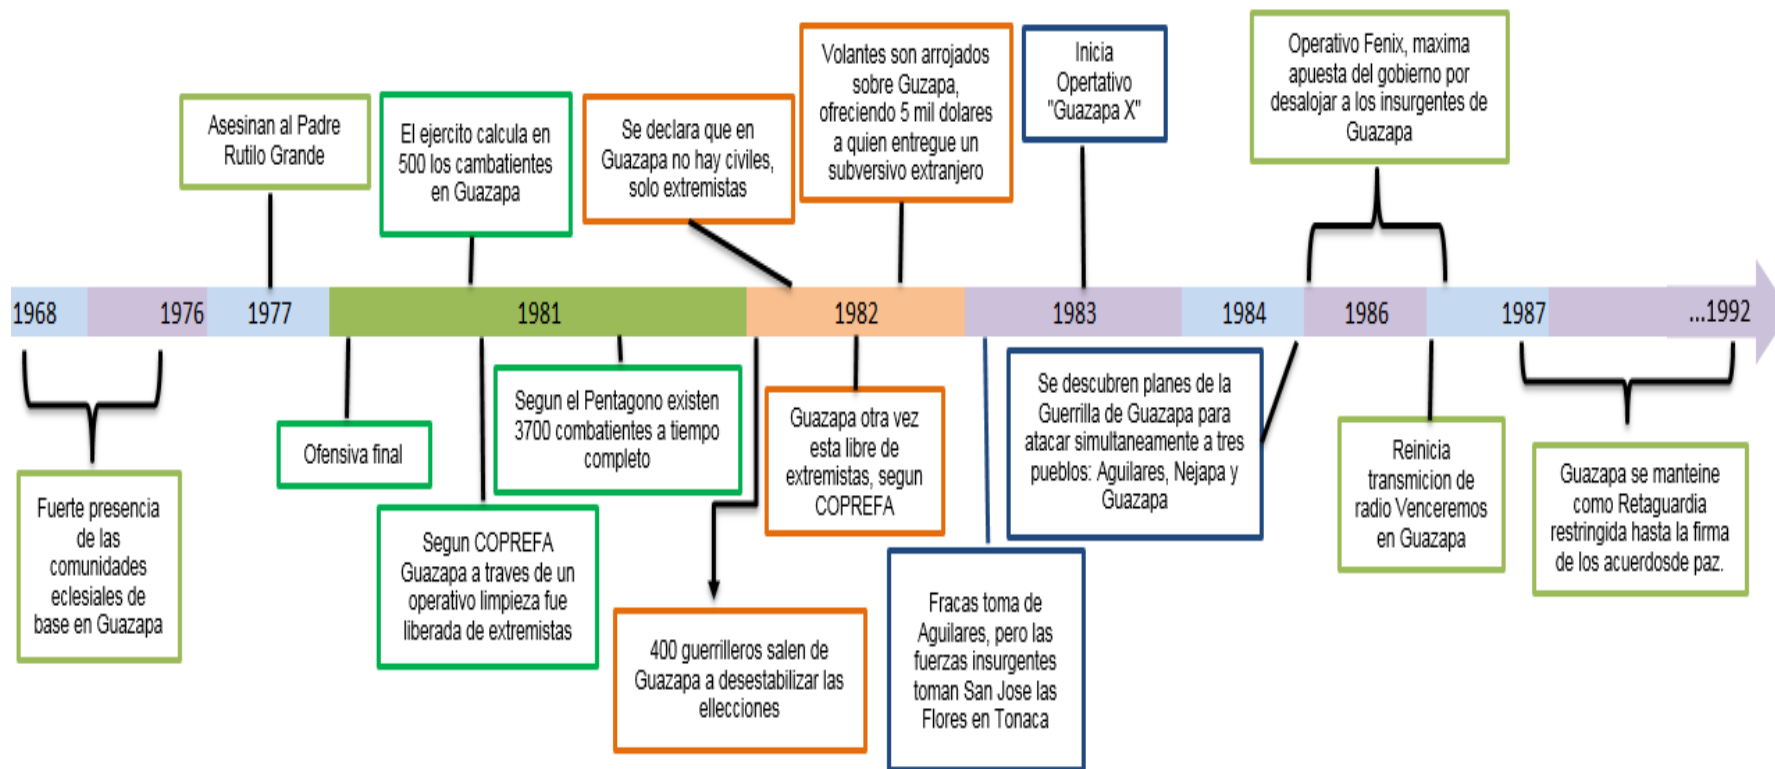 Asesinan al Padre
Rutilo Grande
El ejercito calcula en
500 los cambatientes
en Guazapa
Se declara que en
Guazapa no hay civiles,
solo extremistas
Volantes son arrojados
sobre Guzapa,
ofreciendo 5 mil dolares
a quien entregue un
subversivo extranjero
Inicia
Opertativo
"Guazapa X"
Operativo Fenix, maxima
apuesta del gobierno por
desalojar a los insurgentes de
Guazapa
1968
1976
1977
1981
1982
1983
1984
1986
1987
...1992
Fuerte presencia
de las
comunidades
eclesiales de
base en Guazapa
Ofensiva final
Segun COPREFA
Guazapa a traves de un
operativo limpieza fue
liberada de extremistas
Segun el Pentagono existen
3700 combatientes a tiempo
completo
400 guerrilleros salen de
Guazapa a desestabilizar las
ellecciones
Guazapa otra vez
esta libre de
extremistas, segun
COPREFA
Fracas toma de
Aguilares, pero las
fuerzas insurgentes
toman San Jose las
Flores en Tonaca
Se descubren planes de la
Guerrilla de Guazapa para
atacar simultaneamente a tres
pueblos: Aguilares, Nejapa y
Guazapa
Reinicia
transmicion de
radio Venceremos
en Guazapa
Guazapa se manteine
como Retaguardia
restringida hasta la firma
de los acuerdosde paz.